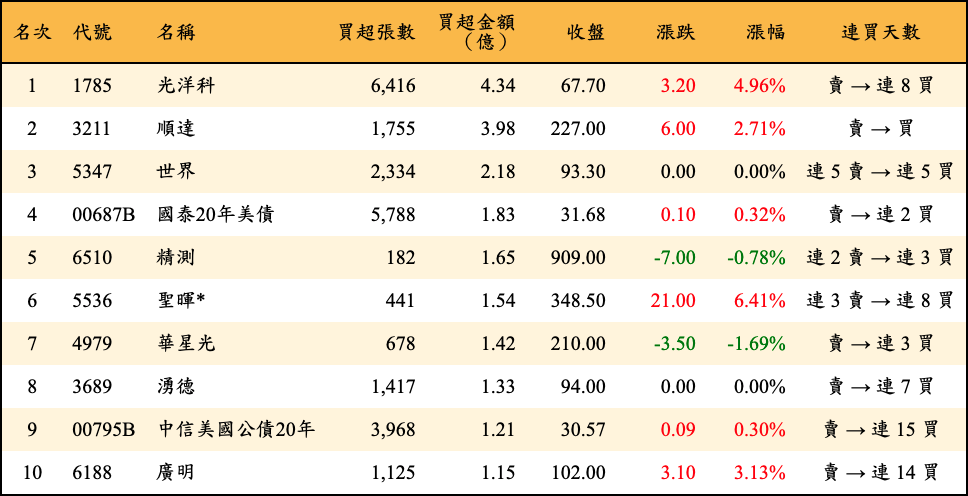 名次 代號 名稱 買超張數 買超金額（億） 收盤 漲跌 漲幅 連買天數
1 1785 光洋科 6,416 4.34 67.70 3.20 4.96% 賣 → 連 8 買
2 3211 順達 1,755 3.98 227.00 6.00 2.71% 賣 → 買
3 5347 世界 2,334 2.18 93.30 0.00 0.00% 連 5 賣 → 連 5 買
4 00687B 國泰20年美債 5,788 1.83 31.68 0.10 0.32% 賣 → 連 2 買
5 6510 精測 182 1.65 909.00 -7.00 -0.78% 連 2 賣 → 連 3 買
6 5536 聖暉* 441 1.54 348.50 21.00 6.41% 連 3 賣 → 連 8 買
7 4979 華星光 678 1.42 210.00 -3.50 -1.69% 賣 → 連 3 買
8 3689 湧德 1,417 1.33 94.00 0.00 0.00% 賣 → 連 7 買
9 00795B 中信美國公債20年 3,968 1.21 30.57 0.09 0.30% 賣 → 連 15 買
10 6188 廣明 1,125 1.15 102.00 3.10 3.13% 賣 → 連 14 買